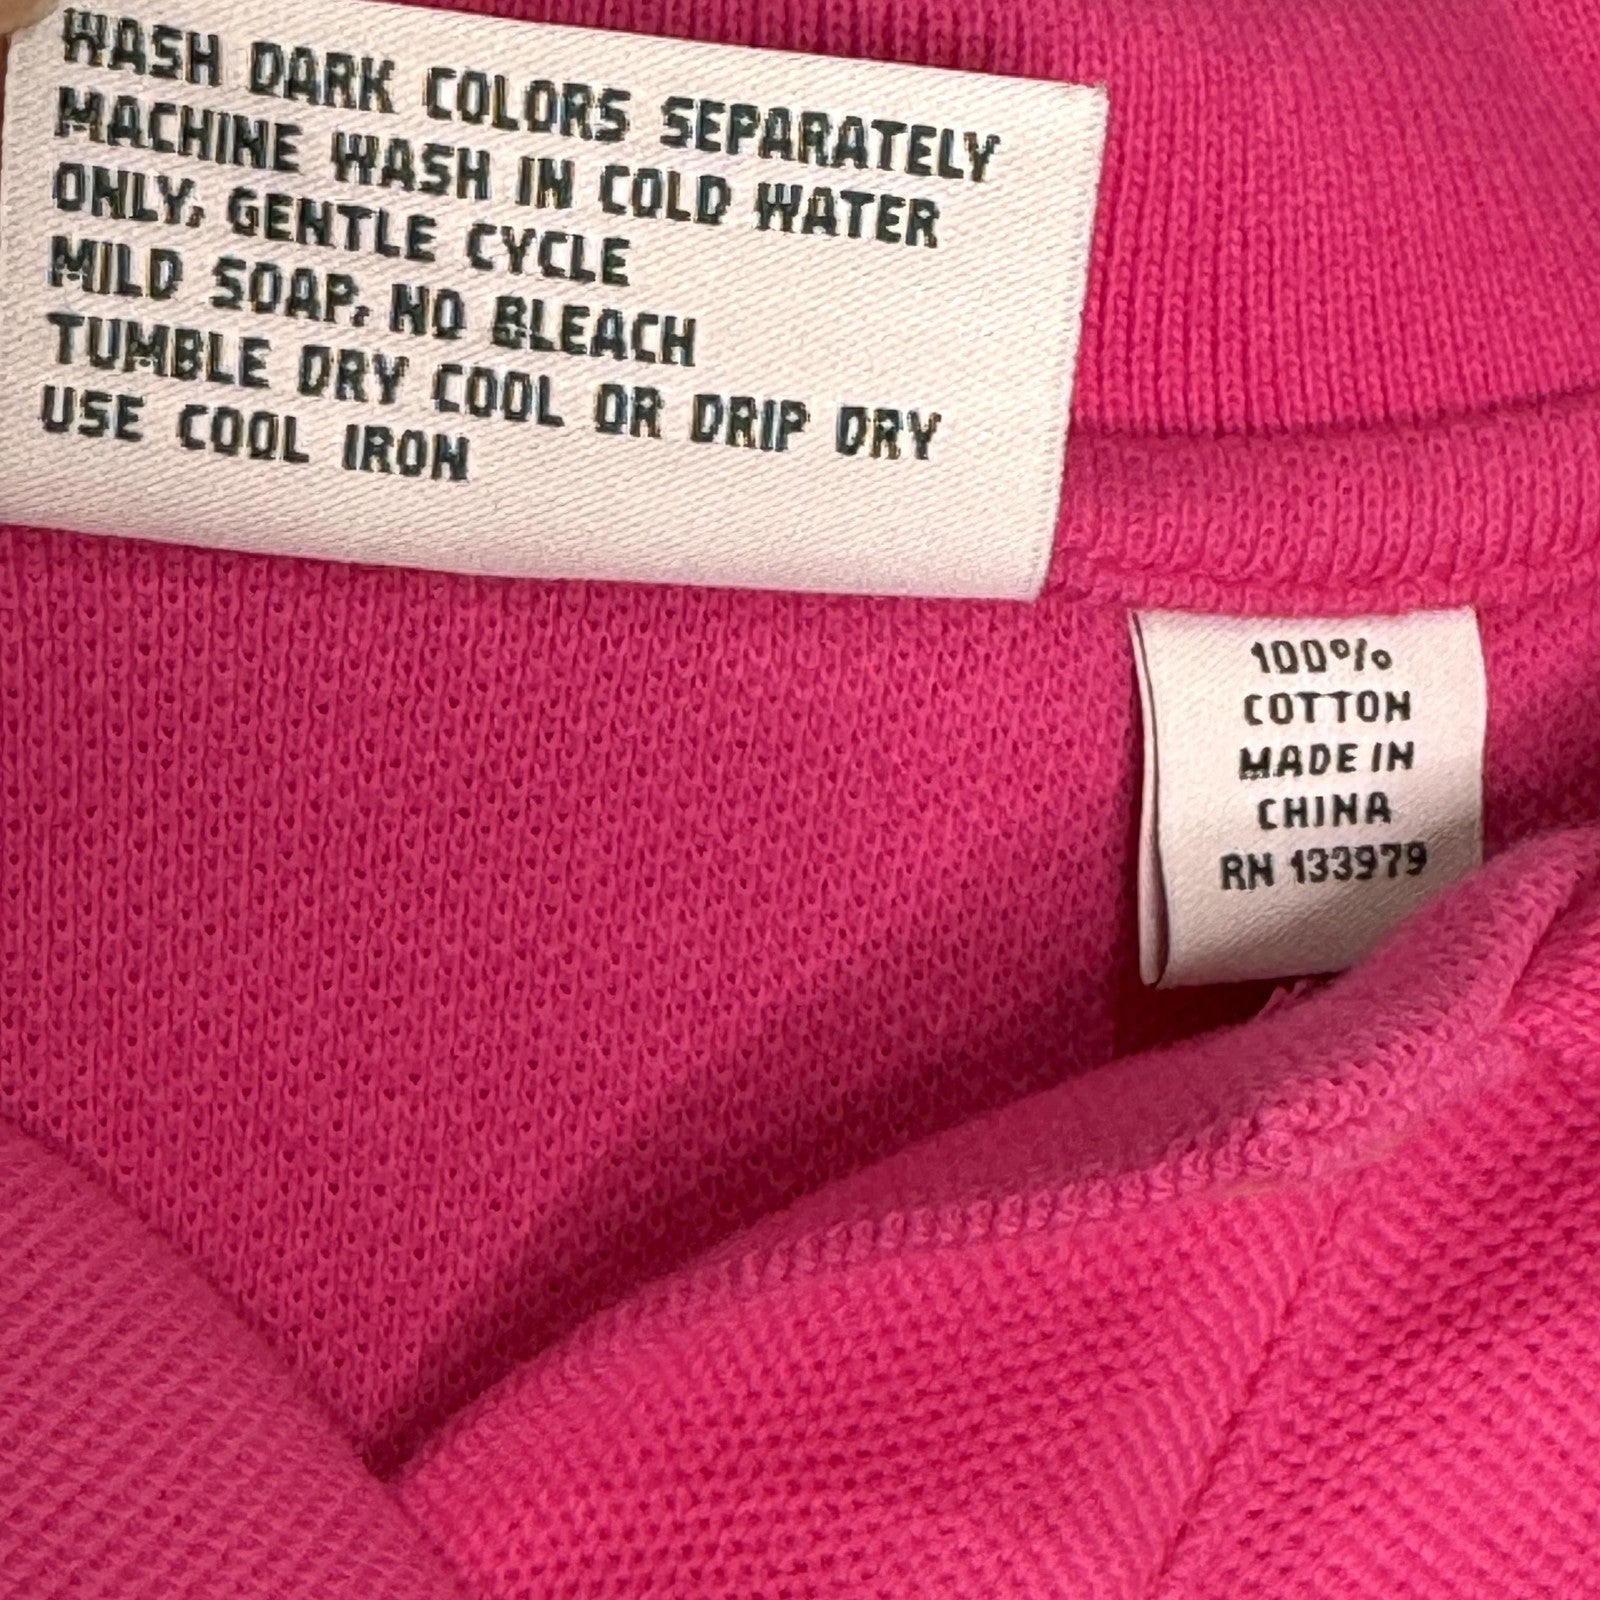 WASH DARK COLORS SEPARATELY
MACHINE WASH IN COLD WATER
ONLY, GENTLE CYCLE
MILD SOAP, NO BLEACH
TUMBLE DRY COOL OR DRIP DRY
USE COOL IRON
100%
COTTON
MADE IN
CHINA
RN 133979